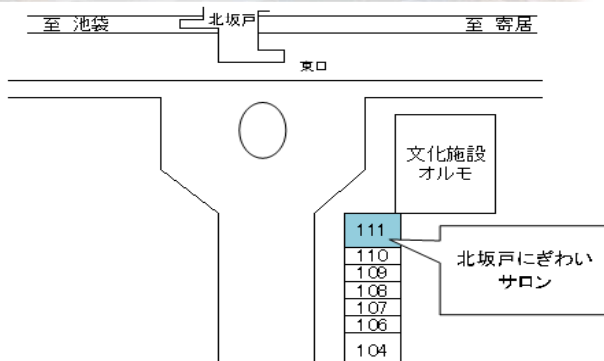 至 池袋
北坂戸
至 寄居
東口
文化施設
オルモ
111
北坂戸にぎわい
サロン
110
109
108
107
106
104